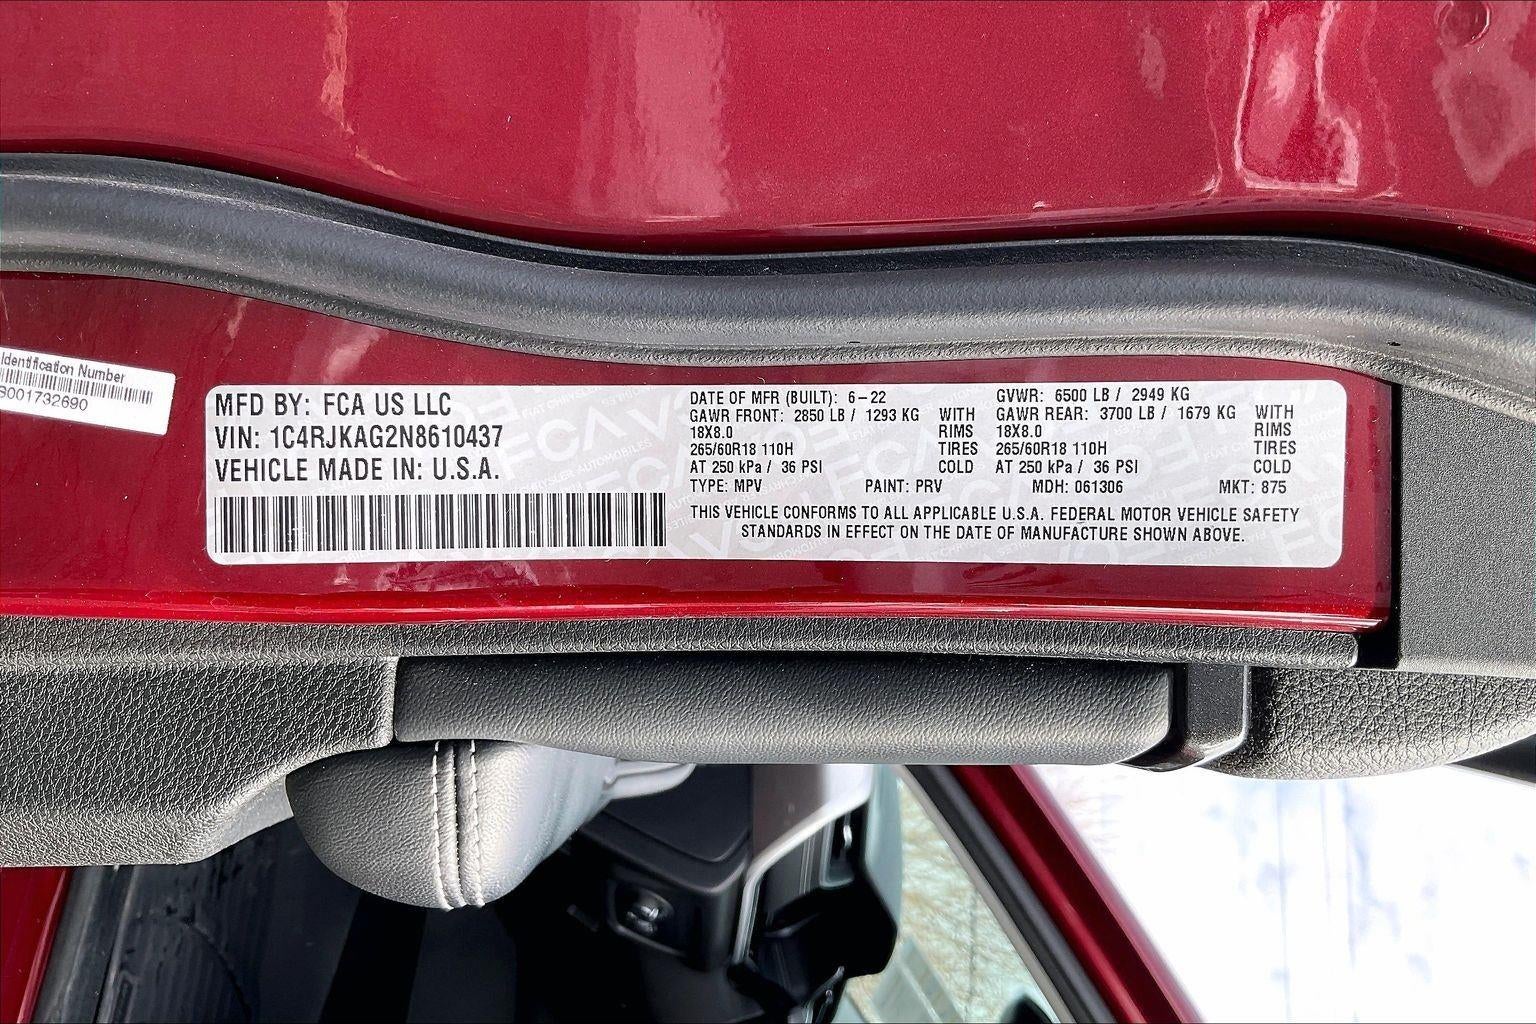 Identification Number
001732690
MFD BY: FCA US LLC
VIN: 1C4RJKAG2N8610437
VEHICLE MADE IN: U.S.A.
DATE OF MFR (BUILT): 6-22 GVWR: 6500 LB / 2949 KG
GAWR FRONT: 2850 LB / 1293 KG WITH GAWR REAR: 3700 LB / 1679 KG WITH
18X8.0 RIMS 18X8.0 RIMS
265/60R18 110H TIRES 265/60R18 110H TIRES
AT 250 kPa / 36 PSI COLD AT 250 kPa / 36 PSI COLD
TYPE: MPV PAINT: PRV MDH: 061306 MKT: 875
THIS VEHICLE CONFORMS TO ALL APPLICABLE U.S.A. FEDERAL MOTOR VEHICLE SAFETY
STANDARDS IN EFFECT ON THE DATE OF MANUFACTURE SHOWN ABOVE.